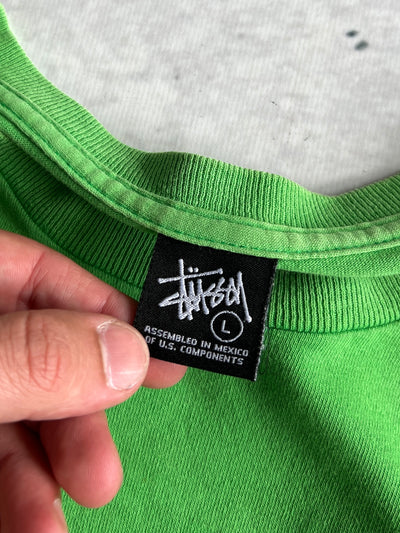 Stüssy
L
ASSEMBLED IN MEXICO
OF U.S. COMPONENTS